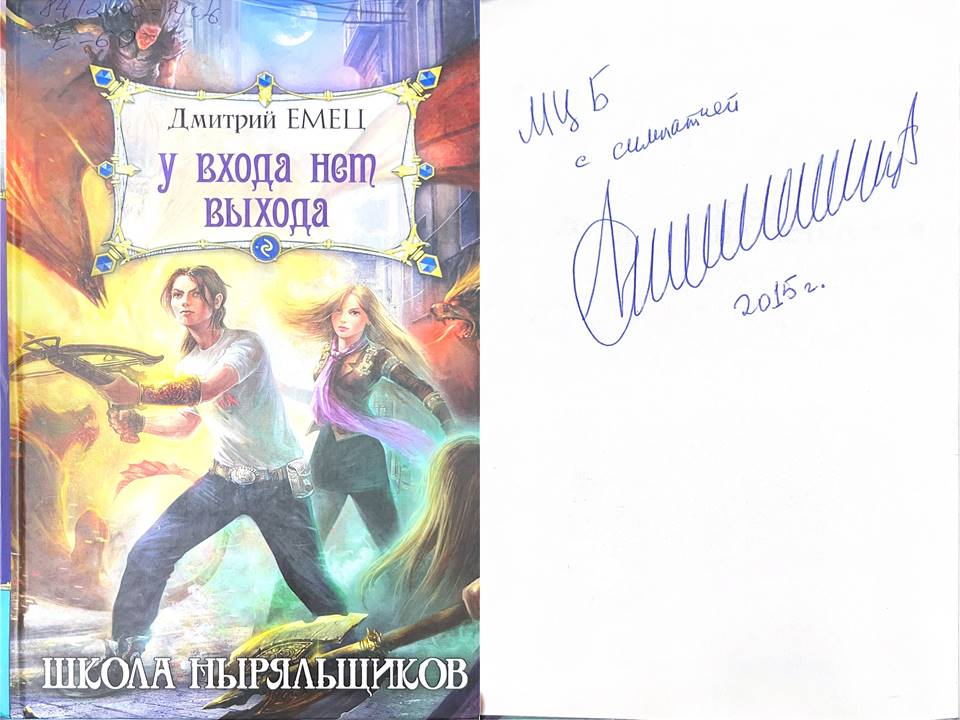 Дмитрий ЕМЕЦ
У ВХОДА НЕТ
ВЫХОДА
ШКОЛА НЫРЯЛЬЩИКОВ
МЦБ
с симпатией
2015 г.